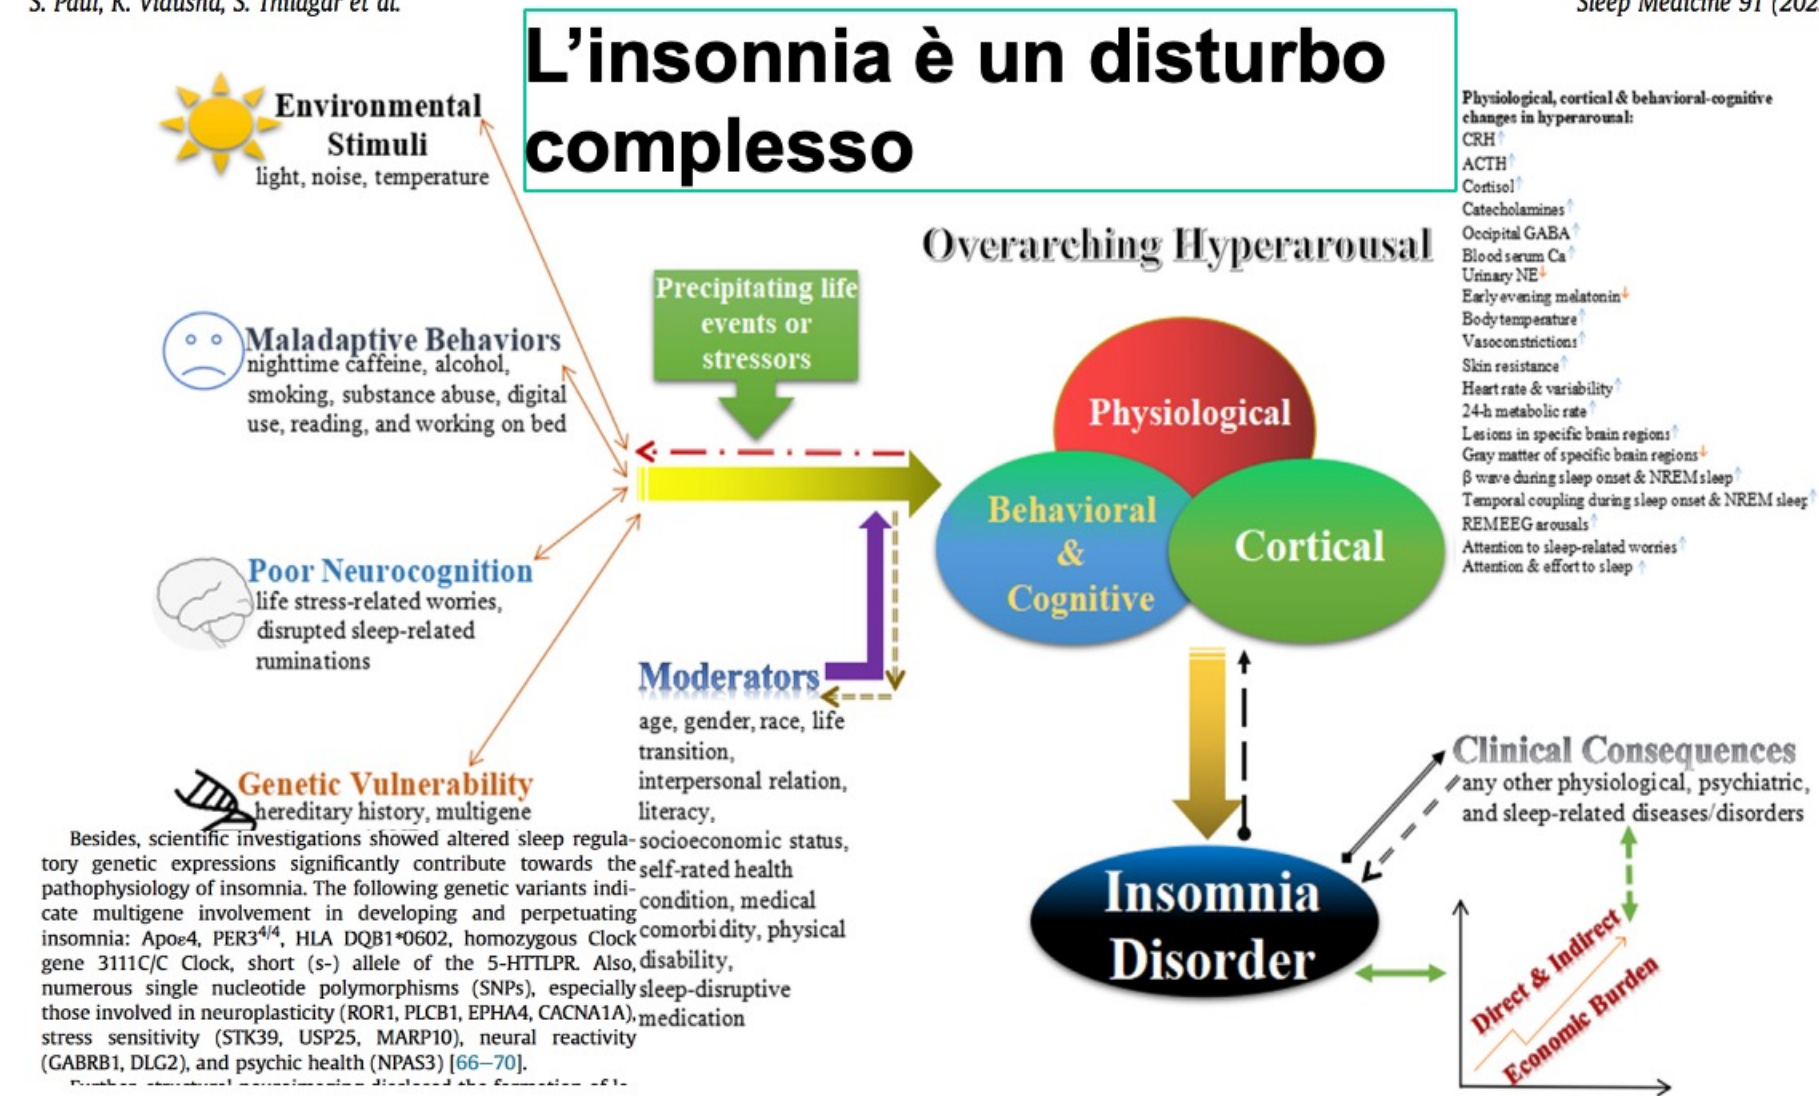 S. Paul, K. Vidusha, S. Thilagar et al.
Sleep Medicine 91 (202
L’insonnia è un disturbo
complesso
Environmental
Stimuli
light, noise, temperature
Maladaptive Behaviors
nighttime caffeine, alcohol,
smoking, substance abuse, digital
use, reading, and working on bed
Poor Neurocognition
life stress-related worries,
disrupted sleep-related
ruminations
Genetic Vulnerability
hereditary history, multigene
Besides, scientific investigations showed altered sleep regula-
tory genetic expressions significantly contribute towards the
pathophysiology of insomnia. The following genetic variants indi-
cate multigene involvement in developing and perpetuating
insomnia: Apoε4, PER3⁴/⁴, HLA DQB1*0602, homozygous Clock
gene 3111C/C Clock, short (s-) allele of the 5-HTTLPR. Also,
numerous single nucleotide polymorphisms (SNPs), especially
those involved in neuroplasticity (ROR1, PLCB1, EPHA4, CACNA1A),
stress sensitivity (STK39, USP25, MARP10), neural reactivity
(GABRB1, DLG2), and psychic health (NPAS3) [66–70].
Precipitating life
events or
stressors
Moderators
age, gender, race, life
transition,
interpersonal relation,
literacy,
socioeconomic status,
self-rated health
condition, medical
comorbidity, physical
disability,
sleep-disruptive
medication
Overarching Hyperarousal
Physiological
Behavioral
&
Cognitive
Cortical
Insomnia
Disorder
Physiological, cortical & behavioral-cognitive
changes in hyperarousal:
CRH↑
ACTH↑
Cortisol↑
Catecholamines↑
Occipital GABA↑
Blood serum Ca↑
Urinary NE↓
Early evening melatonin↓
Body temperature↑
Vasoconstrictions↑
Skin resistance↑
Heart rate & variability↑
24-h metabolic rate↑
Lesions in specific brain regions↑
Gray matter of specific brain regions↓
β wave during sleep onset & NREM sleep↑
Temporal coupling during sleep onset & NREM sleep↑
REMEEG arousals↑
Attention to sleep-related worries↑
Attention & effort to sleep ↑
Clinical Consequences
any other physiological, psychiatric,
and sleep-related diseases/disorders
Direct & Indirect
Economic Burden